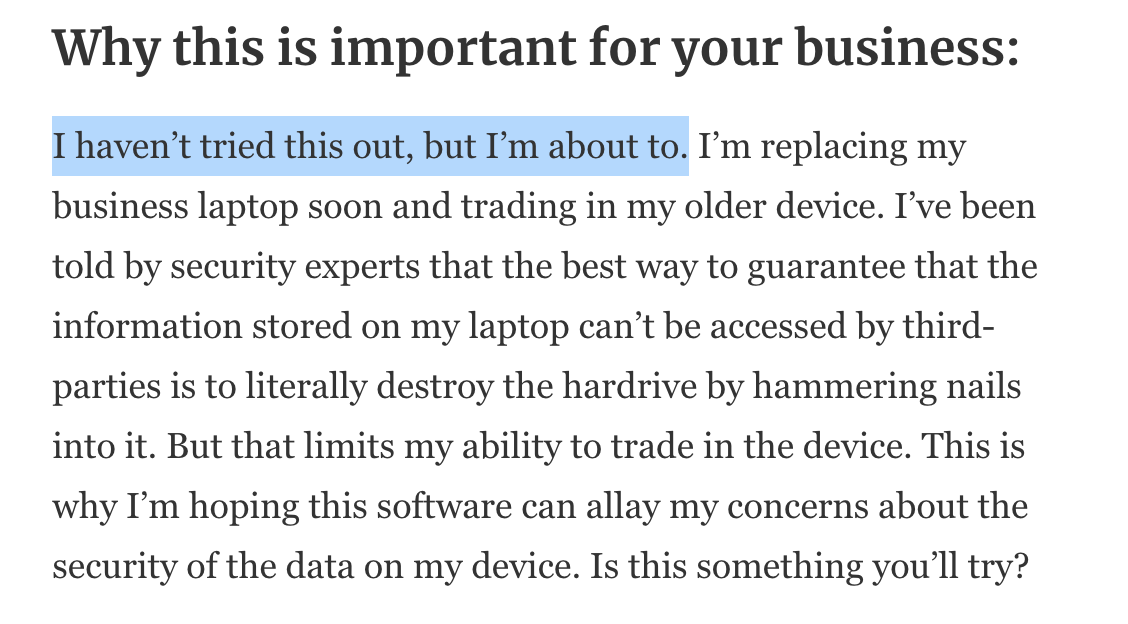 Why this is important for your business:
I haven’t tried this out, but I’m about to. I’m replacing my
business laptop soon and trading in my older device. I’ve been
told by security experts that the best way to guarantee that the
information stored on my laptop can’t be accessed by third-
parties is to literally destroy the hardrive by hammering nails
into it. But that limits my ability to trade in the device. This is
why I’m hoping this software can allay my concerns about the
security of the data on my device. Is this something you’ll try?